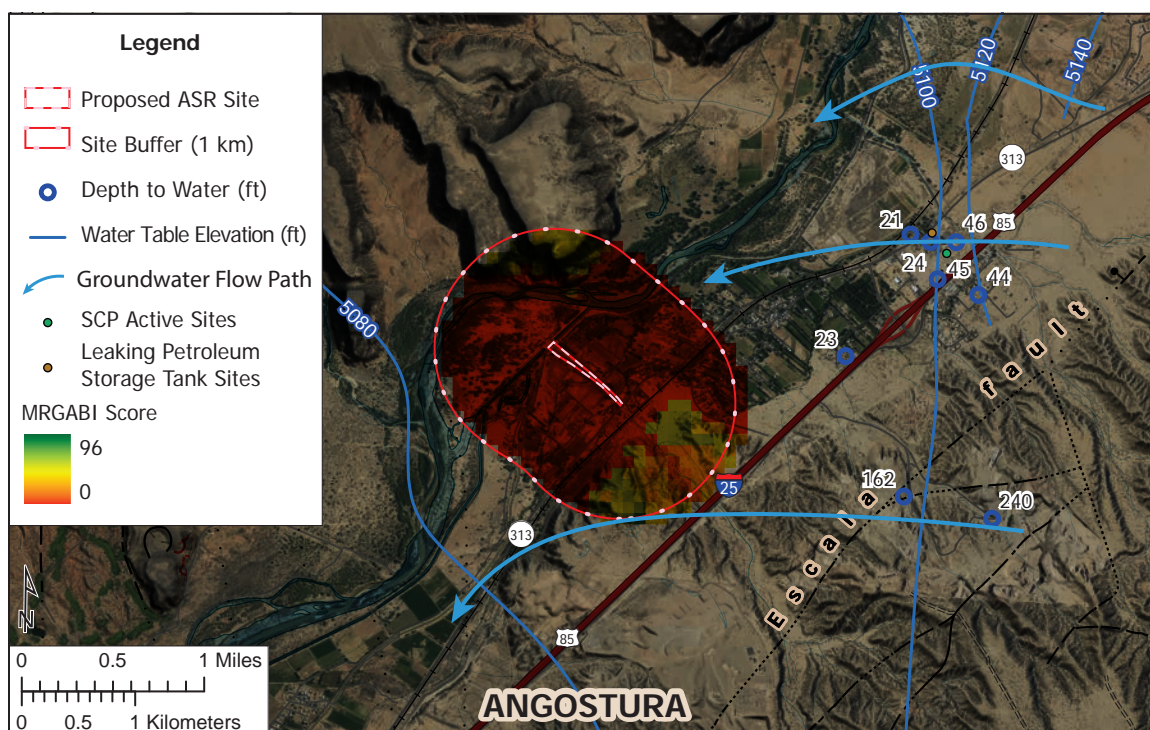 Legend
Proposed ASR Site
Site Buffer (1 km)
Depth to Water (ft)
Water Table Elevation (ft)
Groundwater Flow Path
SCP Active Sites
Leaking Petroleum
Storage Tank Sites
MRGABI Score
96
0
N
0 0.5 1 Miles
0 0.5 1 Kilometers
5100
5120
5140
313
85
21
46
24
45
44
5080
23
fault
25
162
240
Escala
313
85
ANGOSTURA